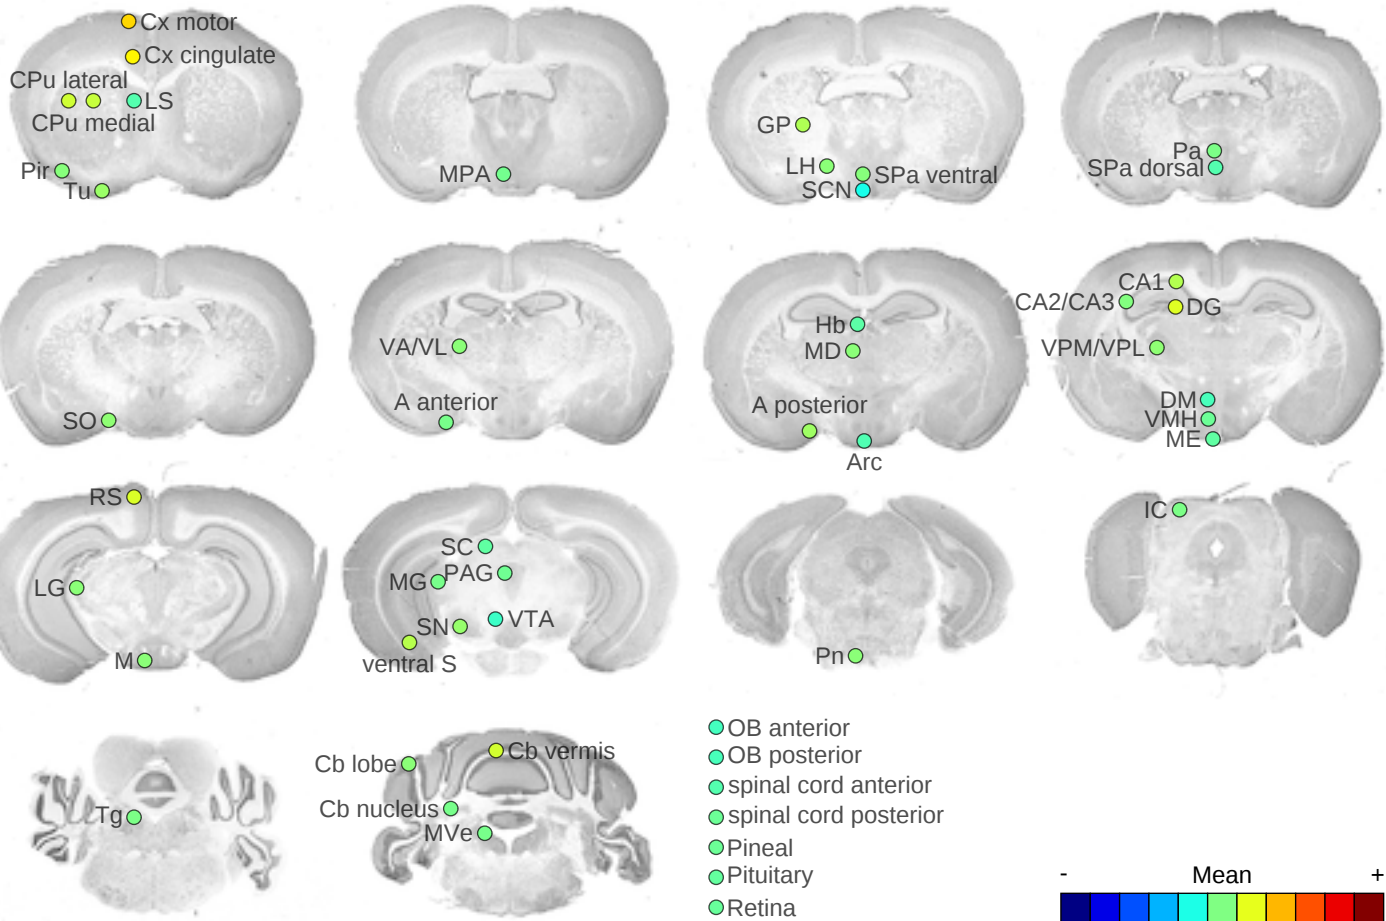 Cx motor
Cx cingulate
CPu lateral
LS
CPu medial
Pir
Tu
MPA
GP
LH
SPa ventral
SCN
Pa
SPa dorsal
SO
VA/VL
A anterior
Hb
MD
A posterior
Arc
CA1
CA2/CA3
DG
VPM/VPL
DM
VMH
ME
RS
LG
M
SC
PAG
MG
VTA
SN
ventral S
Pn
IC
Tg
Cb vermis
Cb lobe
Cb nucleus
MVe
OB anterior
OB posterior
spinal cord anterior
spinal cord posterior
Pineal
Pituitary
Retina
- Mean +